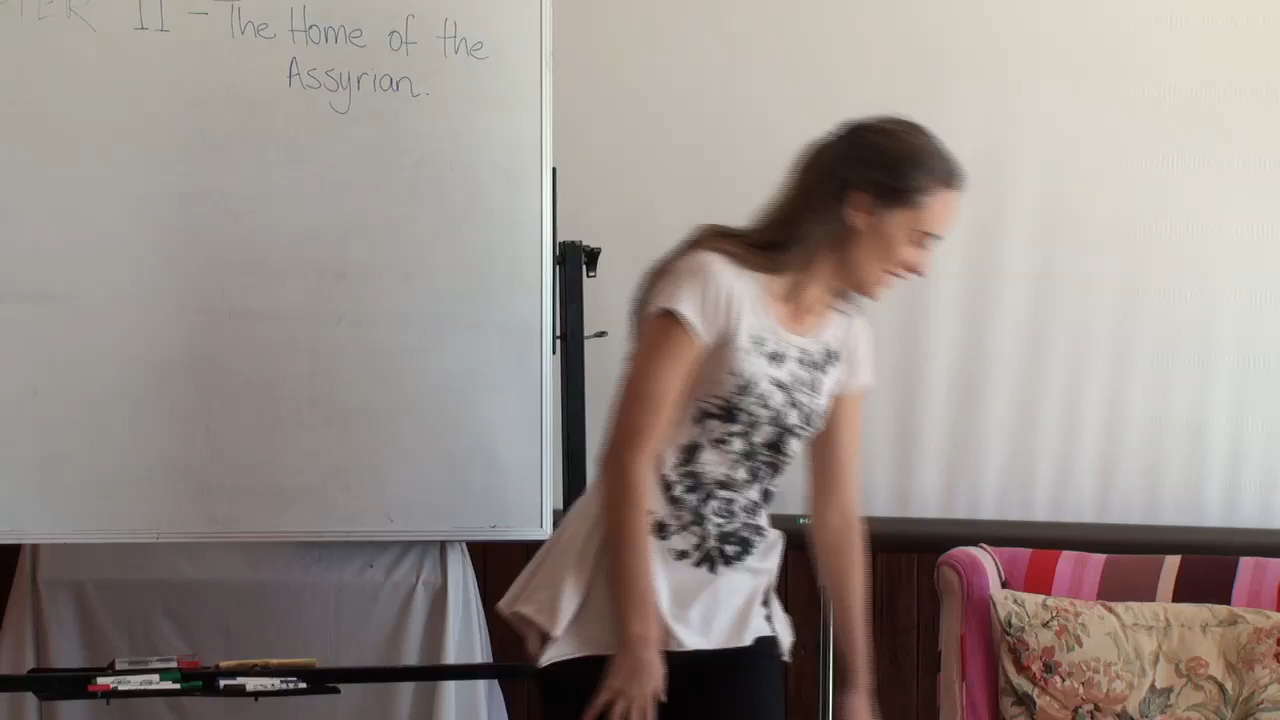 II - The Home of the
Assyrian.